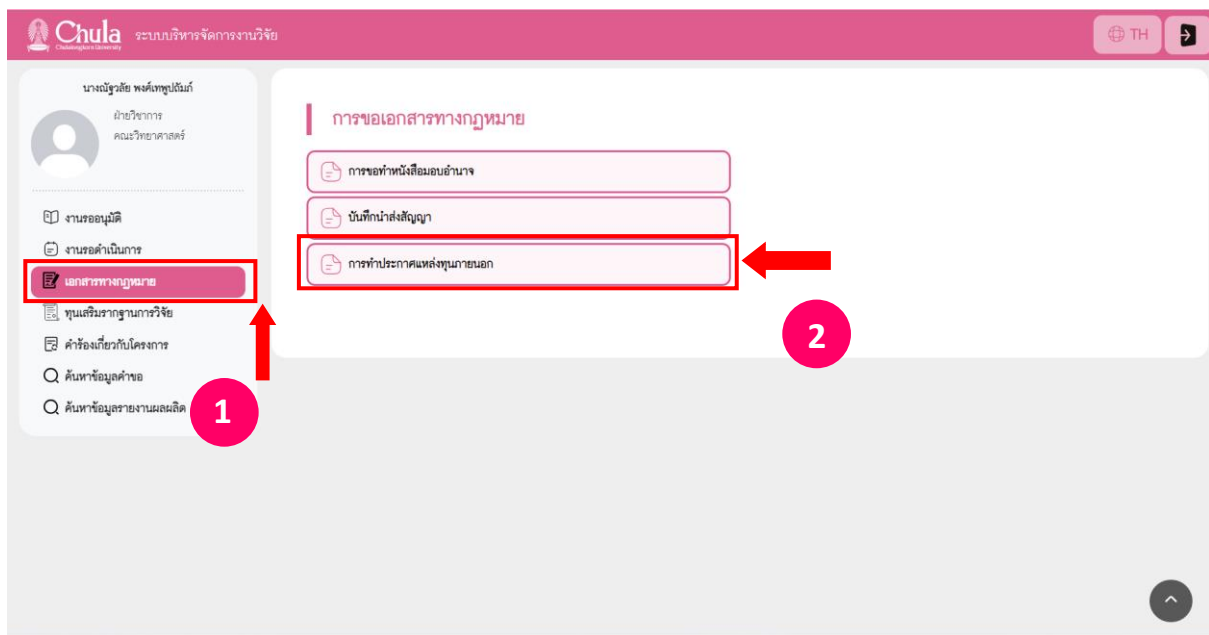 Chula
Chulalongkorn University
ระบบบริหารจัดการงานวิจัย
TH
นางณัฐวลัย พงศ์เทพูปถัมภ์
ฝ่ายวิชาการ
คณะวิทยาศาสตร์
งานรออนุมัติ
งานรอดำเนินการ
เอกสารทางกฎหมาย
ทุนเสริมรากฐานการวิจัย
คำร้องเกี่ยวกับโครงการ
ค้นหาข้อมูลคำขอ
ค้นหาข้อมูลรายงานผลผลิต
1
การขอเอกสารทางกฎหมาย
การขอทำหนังสือมอบอำนาจ
บันทึกนำส่งสัญญา
การทำประกาศแหล่งทุนภายนอก
2